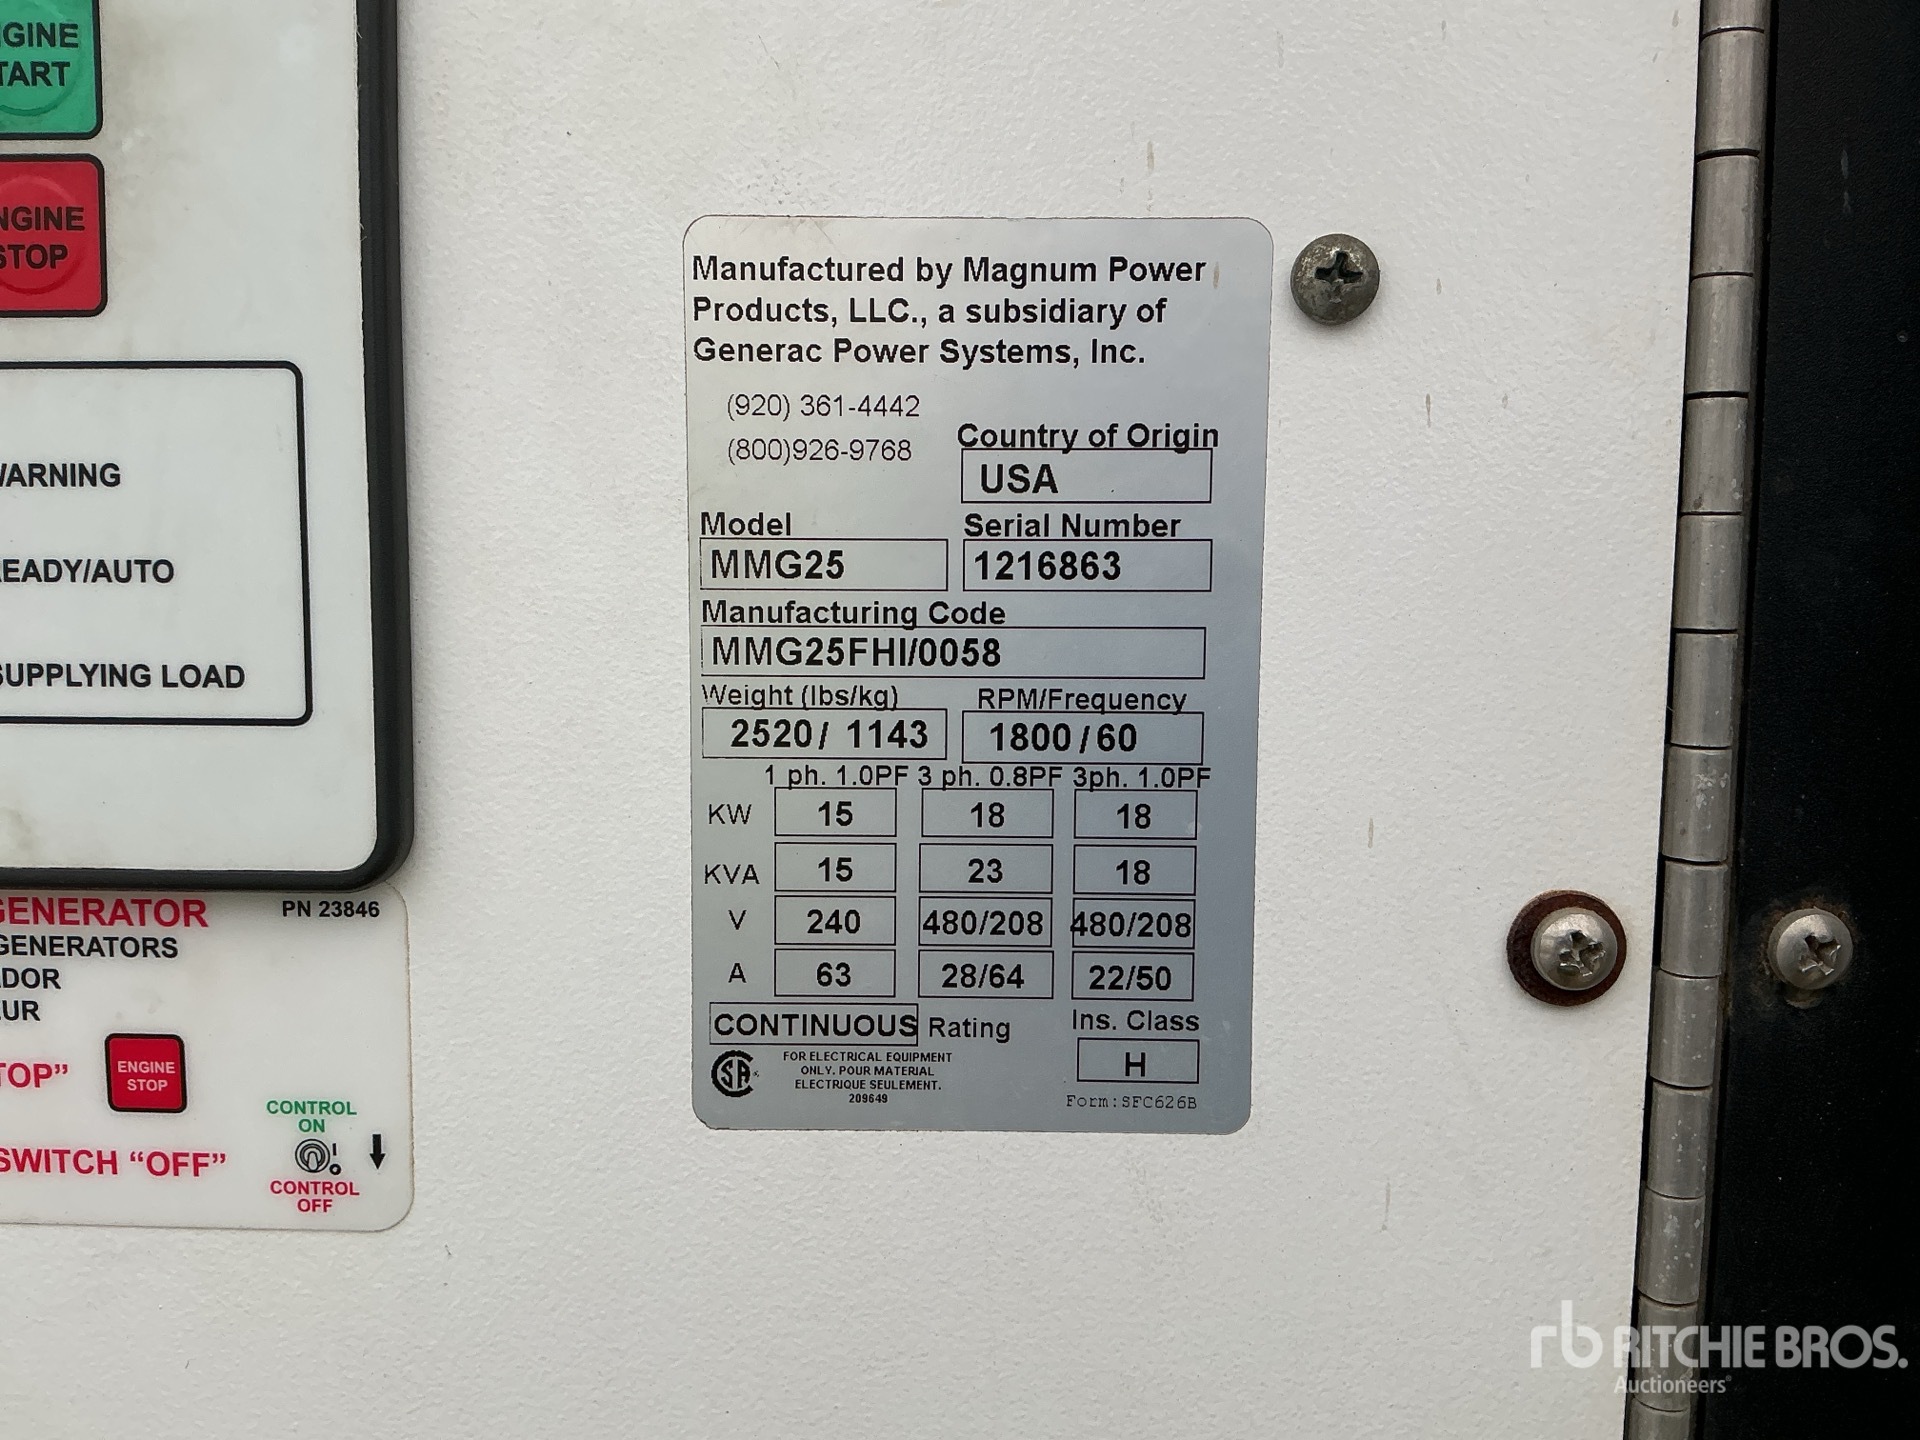 GINE
TART
NGINE
STOP
ARNING
EADY/AUTO
SUPPLYING LOAD
GENERATOR
PN 23846
GENERATORS
DOR
EUR
TOP”
ENGINE
STOP
CONTROL
ON
SWITCH “OFF”
CONTROL
OFF
Manufactured by Magnum Power
Products, LLC., a subsidiary of
Generac Power Systems, Inc.
(920) 361-4442
(800)926-9768
Country of Origin
USA
Model
Serial Number
MMG25
1216863
Manufacturing Code
MMG25FHI/0058
Weight (lbs/kg)
RPM/Frequency
2520/ 1143
1800/60
1 ph. 1.0PF 3 ph. 0.8PF 3ph. 1.0PF
KW 15 18 18
KVA 15 23 18
V 240 480/208 480/208
A 63 28/64 22/50
CONTINUOUS Rating
Ins. Class
H
FOR ELECTRICAL EQUIPMENT
ONLY. POUR MATERIAL
ELECTRIQUE SEULEMENT.
209649
Form:SFC626B
rb RITCHIE BROS.
Auctioneers